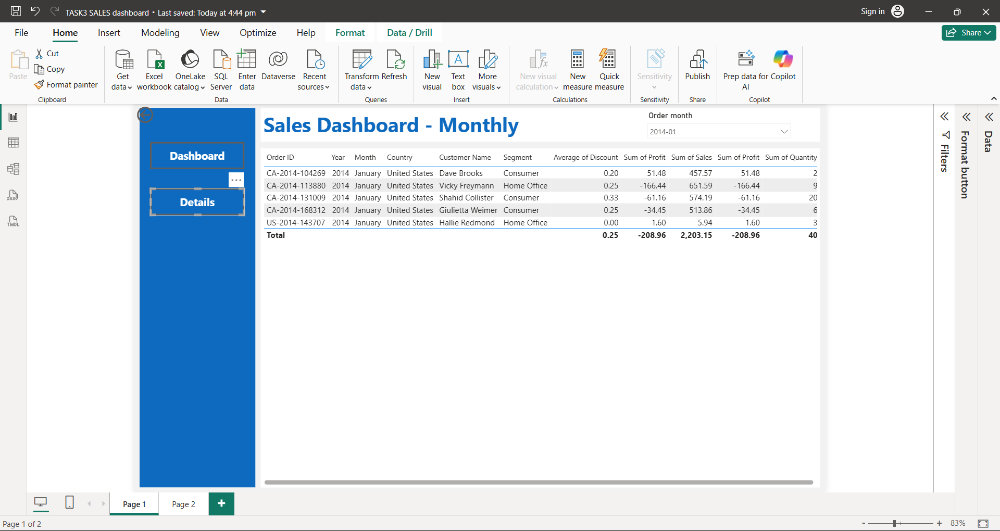 TASK3 SALES dashboard • Last saved: Today at 4:44 pm
Sign in
File Home Insert Modeling View Optimize Help Format Data / Drill
Share
Paste
Cut
Copy
Format painter
Clipboard
Get data
Excel workbook
OneLake catalog
SQL Server
Enter data
Dataverse
Recent sources
Data
Transform data
Refresh
Queries
New visual
Text box
More visuals
Insert
New visual calculation
New measure
Quick measure
Calculations
Sensitivity
Sensitivity
Publish
Share
Prep data for AI
Copilot
Copilot
Dashboard
Details
Sales Dashboard - Monthly
Order month
2014-01
Order ID Year Month Country Customer Name Segment Average of Discount Sum of Profit Sum of Sales Sum of Profit Sum of Quantity
CA-2014-104269 2014 January United States Dave Brooks Consumer 0.20 51.48 457.57 51.48 2
CA-2014-113880 2014 January United States Vicky Freymann Home Office 0.25 -166.44 651.59 -166.44 9
CA-2014-131009 2014 January United States Shahid Collister Consumer 0.33 -61.16 574.19 -61.16 20
CA-2014-168312 2014 January United States Giulietta Weimer Consumer 0.25 -34.45 513.86 -34.45 6
US-2014-143707 2014 January United States Hallie Redmond Home Office 0.00 1.60 5.94 1.60 3
Total 0.25 -208.96 2,203.15 -208.96 40
Filters
Format button
Data
DAX
TMDL
Page 1
Page 2
Page 1 of 2
83%